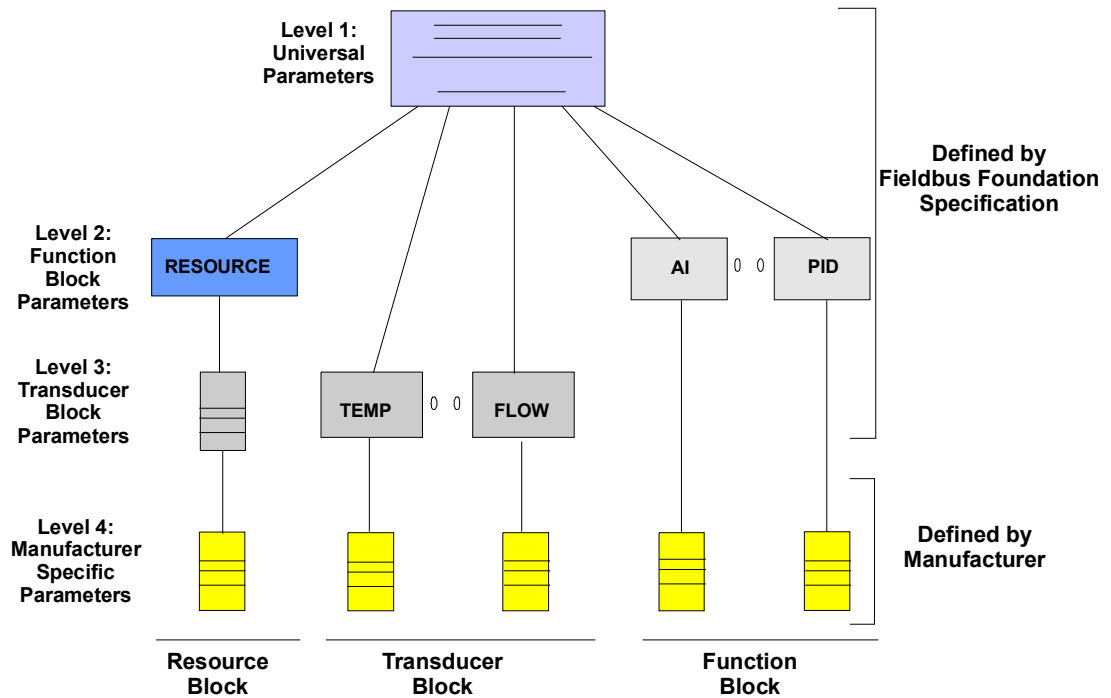 Level 1:
Universal
Parameters
Defined by
Fieldbus Foundation
Specification
Level 2:
Function
Block
Parameters
RESOURCE
AI
PID
Level 3:
Transducer
Block
Parameters
TEMP
FLOW
Level 4:
Manufacturer
Specific
Parameters
Defined by
Manufacturer
Resource
Block
Transducer
Block
Function
Block